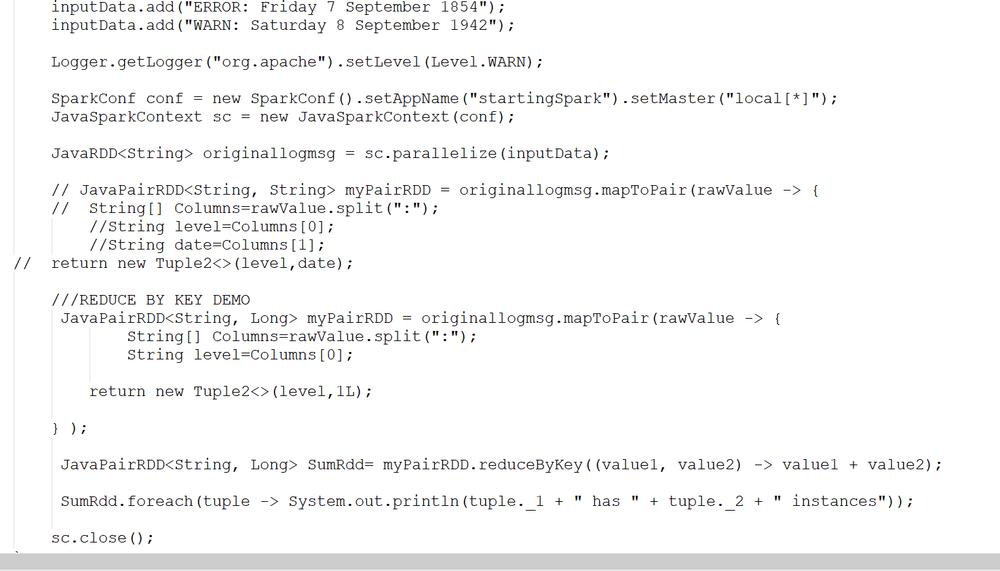 inputData.add("ERROR: Friday 7 September 1854");
inputData.add("WARN: Saturday 8 September 1942");
Logger.getLogger("org.apache").setLevel(Level.WARN);
SparkConf conf = new SparkConf().setAppName("startingSpark").setMaster("local[*]");
JavaSparkContext sc = new JavaSparkContext(conf);
JavaRDD<String> originallogmsg = sc.parallelize(inputData);
// JavaPairRDD<String, String> myPairRDD = originallogmsg.mapToPair(rawValue -> {
//  String[] Columns=rawValue.split(":");
//String level=Columns[0];
//String date=Columns[1];
//  return new Tuple2<>(level,date);
///REDUCE BY KEY DEMO
JavaPairRDD<String, Long> myPairRDD = originallogmsg.mapToPair(rawValue -> {
String[] Columns=rawValue.split(":");
String level=Columns[0];
return new Tuple2<>(level,1L);
} );
JavaPairRDD<String, Long> SumRdd= myPairRDD.reduceByKey((value1, value2) -> value1 + value2);
SumRdd.foreach(tuple -> System.out.println(tuple._1 + " has " + tuple._2 + " instances"));
sc.close();